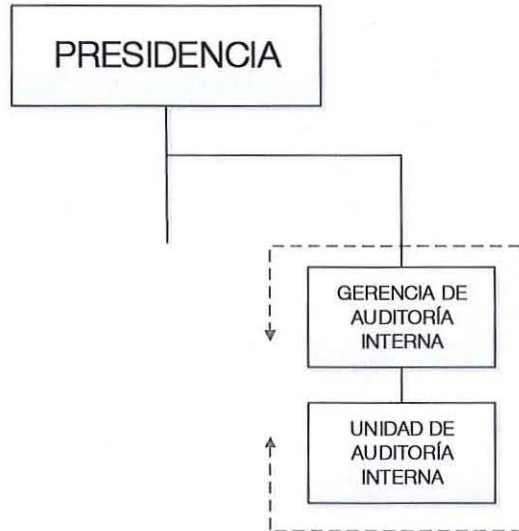 PRESIDENCIA
GERENCIA DE
AUDITORÍA
INTERNA
UNIDAD DE
AUDITORÍA
INTERNA